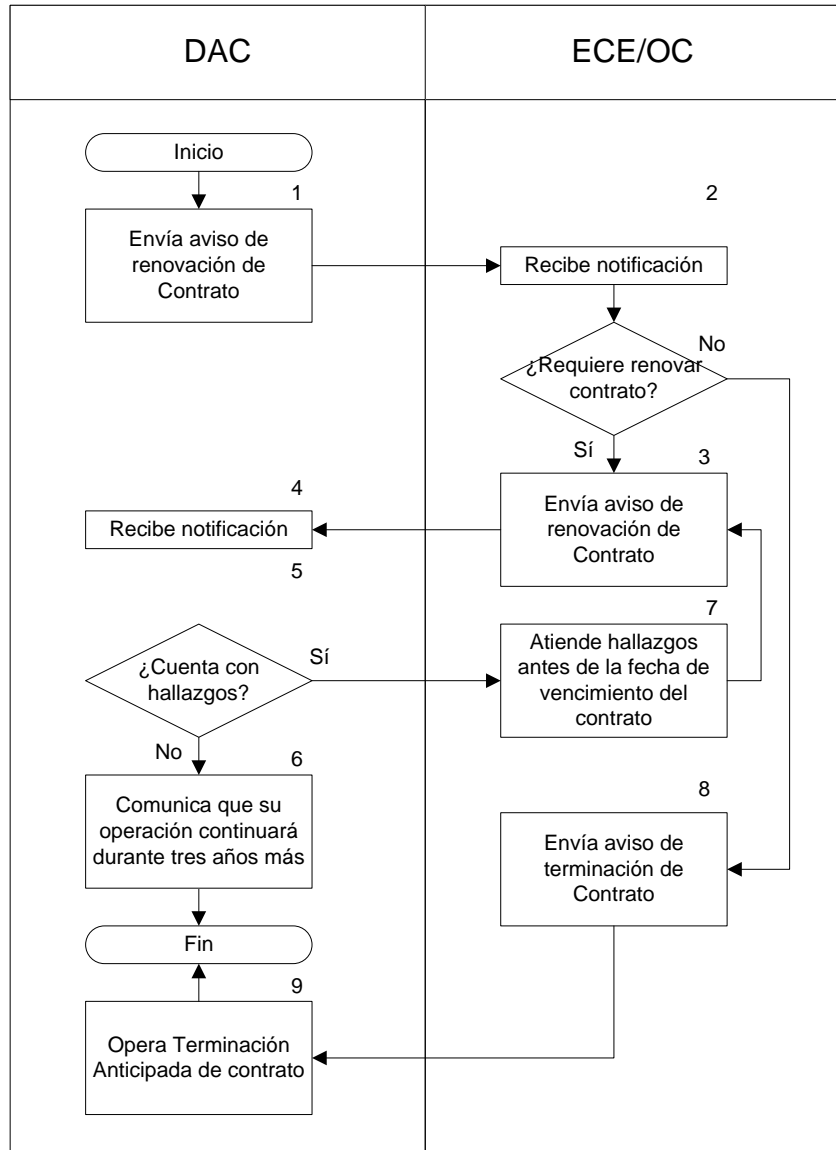 DAC
ECE/OC
Inicio
1
Envía aviso de
renovación de
Contrato
2
Recibe notificación
¿Requiere renovar
contrato?
No
Sí
3
Envía aviso de
renovación de
Contrato
4
Recibe notificación
5
¿Cuenta con
hallazgos?
Sí
No
7
Atiende hallazgos
antes de la fecha de
vencimiento del
contrato
6
Comunica que su
operación continuará
durante tres años más
8
Envía aviso de
terminación de
Contrato
Fin
9
Opera Terminación
Anticipada de contrato